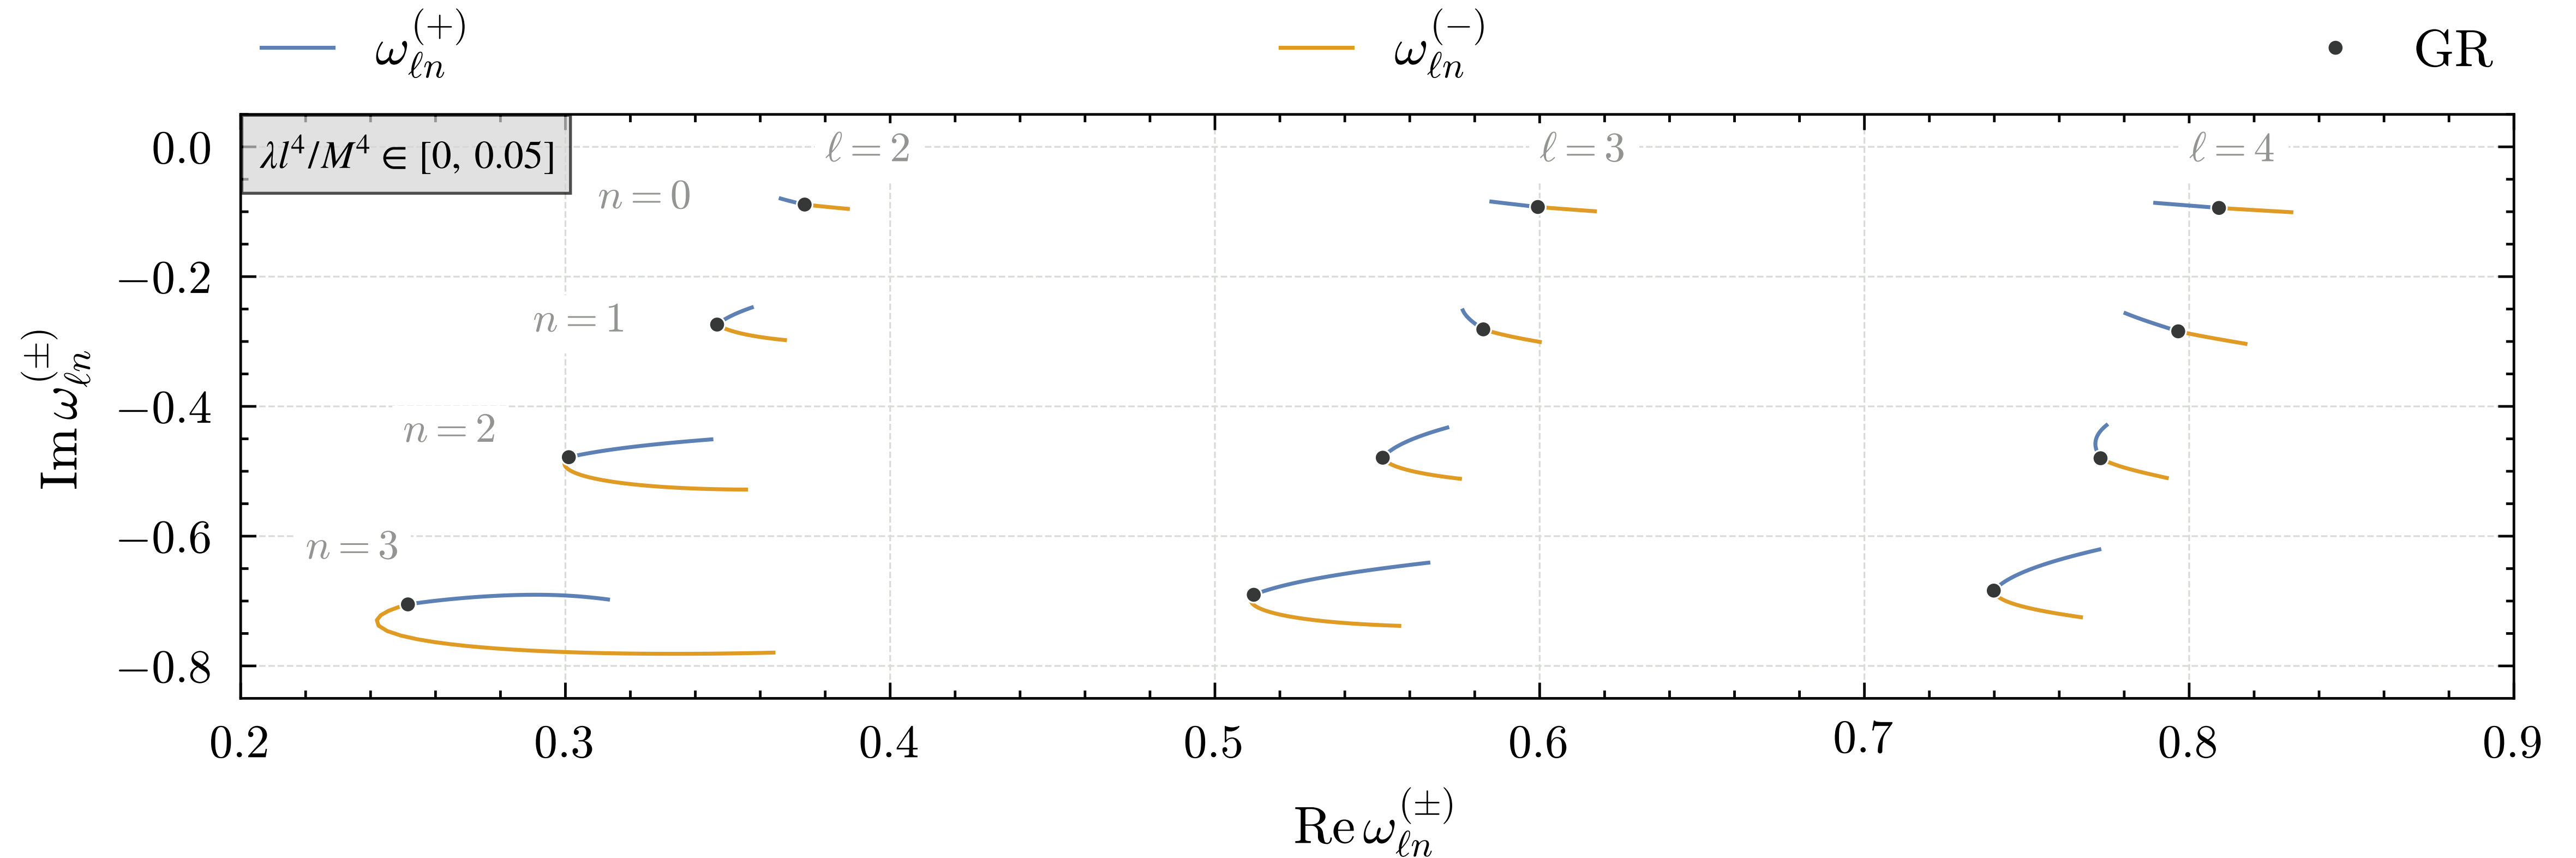 ω_{ℓn}^{(+)} ω_{ℓn}^{(−)} GR
λl⁴/M⁴ ∈ [0, 0.05]
ℓ = 2 ℓ = 3 ℓ = 4
n = 0
n = 1
n = 2
n = 3
0.0
−0.2
−0.4
−0.6
−0.8
Im ω_{ℓn}^{(±)}
0.2 0.3 0.4 0.5 0.6 0.7 0.8 0.9
Re ω_{ℓn}^{(±)}